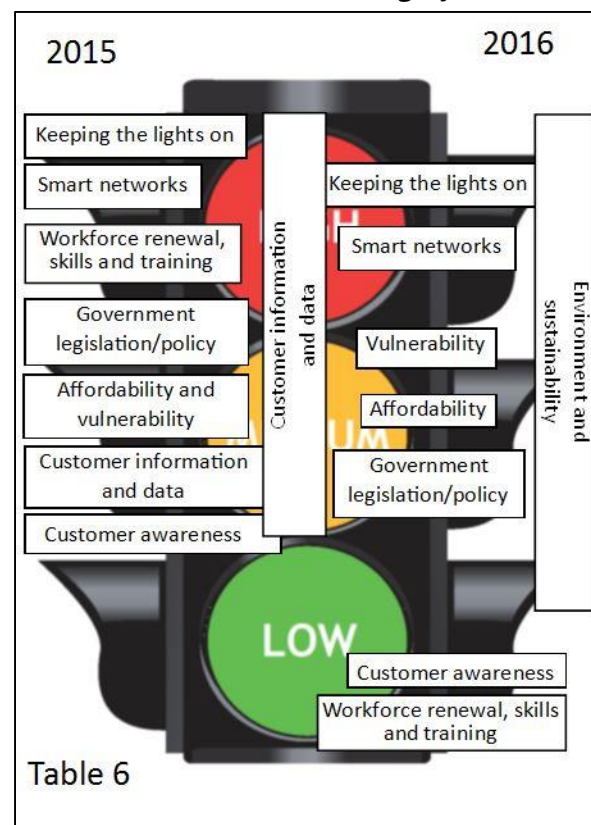 2015
2016
Keeping the lights on
Smart networks
Workforce renewal,
skills and training
Government
legislation/policy
Affordability and
vulnerability
Customer information
and data
Customer awareness
Customer information
and data
Keeping the lights on
Smart networks
Vulnerability
Affordability
Government
legislation/policy
Customer awareness
Workforce renewal, skills
and training
Environment and
sustainability
LOW
Table 6